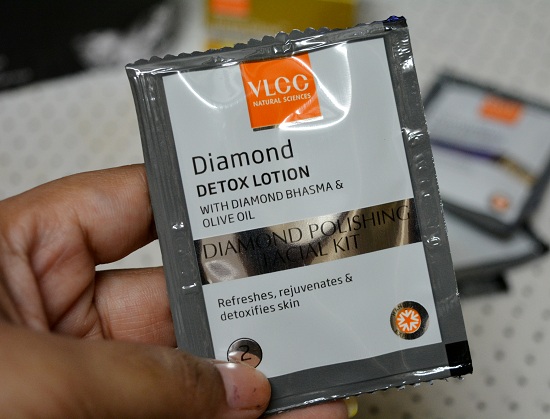 VLCC
NATURAL SCIENCES
Diamond
DETOX LOTION
WITH DIAMOND BHASMA &
OLIVE OIL
DIAMOND POLISHING
FACIAL KIT
Refreshes, rejuvenates &
detoxifies skin
2